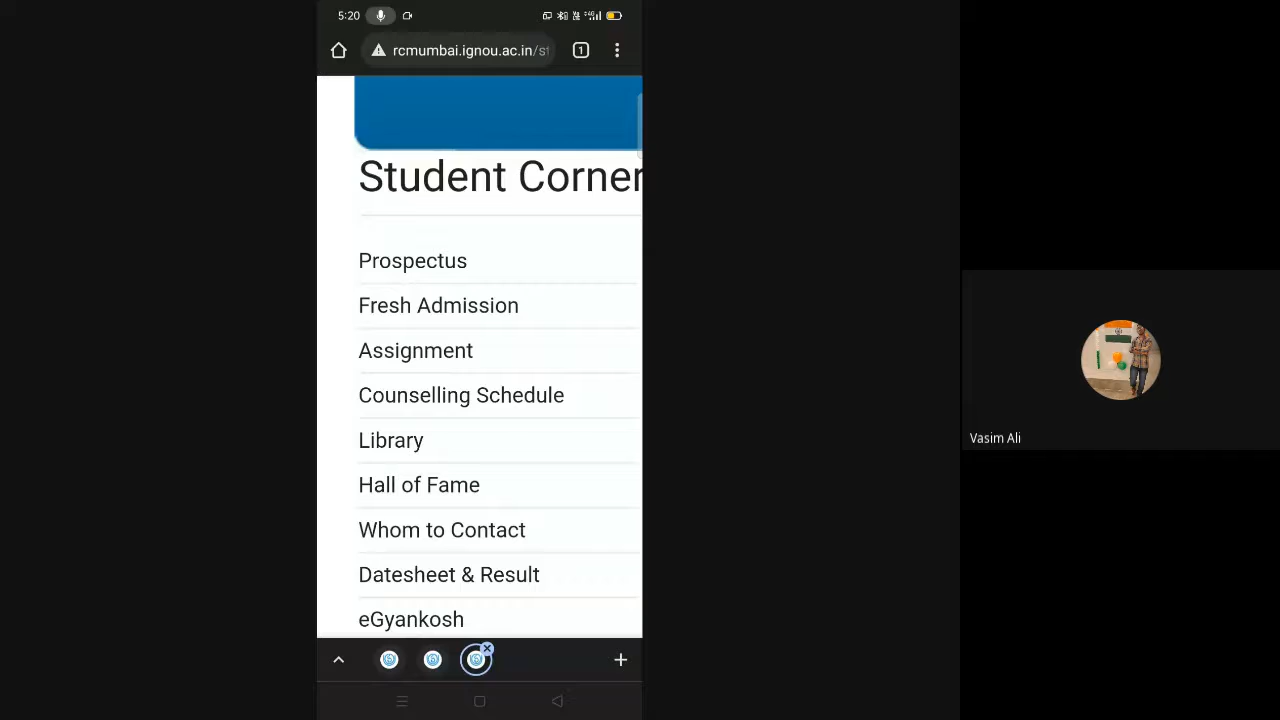 5:20
rcmumbai.ignou.ac.in/st
1
Student Corner
Prospectus
Fresh Admission
Assignment
Counselling Schedule
Library
Hall of Fame
Whom to Contact
Datesheet & Result
eGyankosh
Vasim Ali